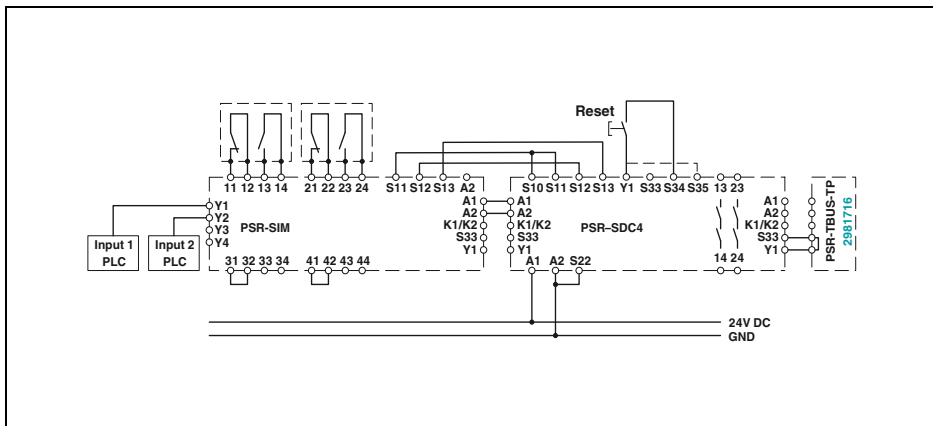 Reset
11 12 13 14
21 22 23 24
S11 S12 S13 A2
S10 S11 S12 S13 Y1 S33 S34 S35 13 23
Y1
Y2
Y3
Y4
PSR-SIM
A1
A2
K1/K2
S33
Y1
A1
A2
K1/K2
S33
Y1
PSR–SDC4
A1
A2
K1/K2
S33
Y1
PSR-TBUS-TP
2981716
Input 1
PLC
Input 2
PLC
31 32 33 34
41 42 43 44
A1 A2 S22
14 24
24V DC
GND